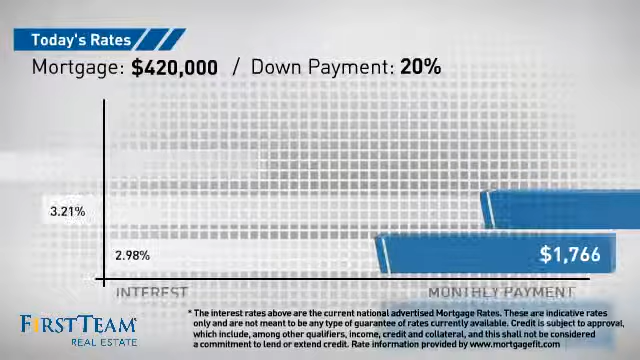 Today's Rates
Mortgage: $420,000 / Down Payment: 20%
3.21%
2.98%
$1,766
INTEREST
MONTHLY PAYMENT
* The interest rates above are the current national advertised Mortgage Rates. These are indicative rates
only and are not meant to be any type of guarantee of rates currently available. Credit is subject to approval,
which include, among other qualifiers, income, credit and collateral, and this shall not be considered
a commitment to lend or extend credit. Rate information provided by www.mortgagefit.com
FIRSTTEAM®
REAL ESTATE